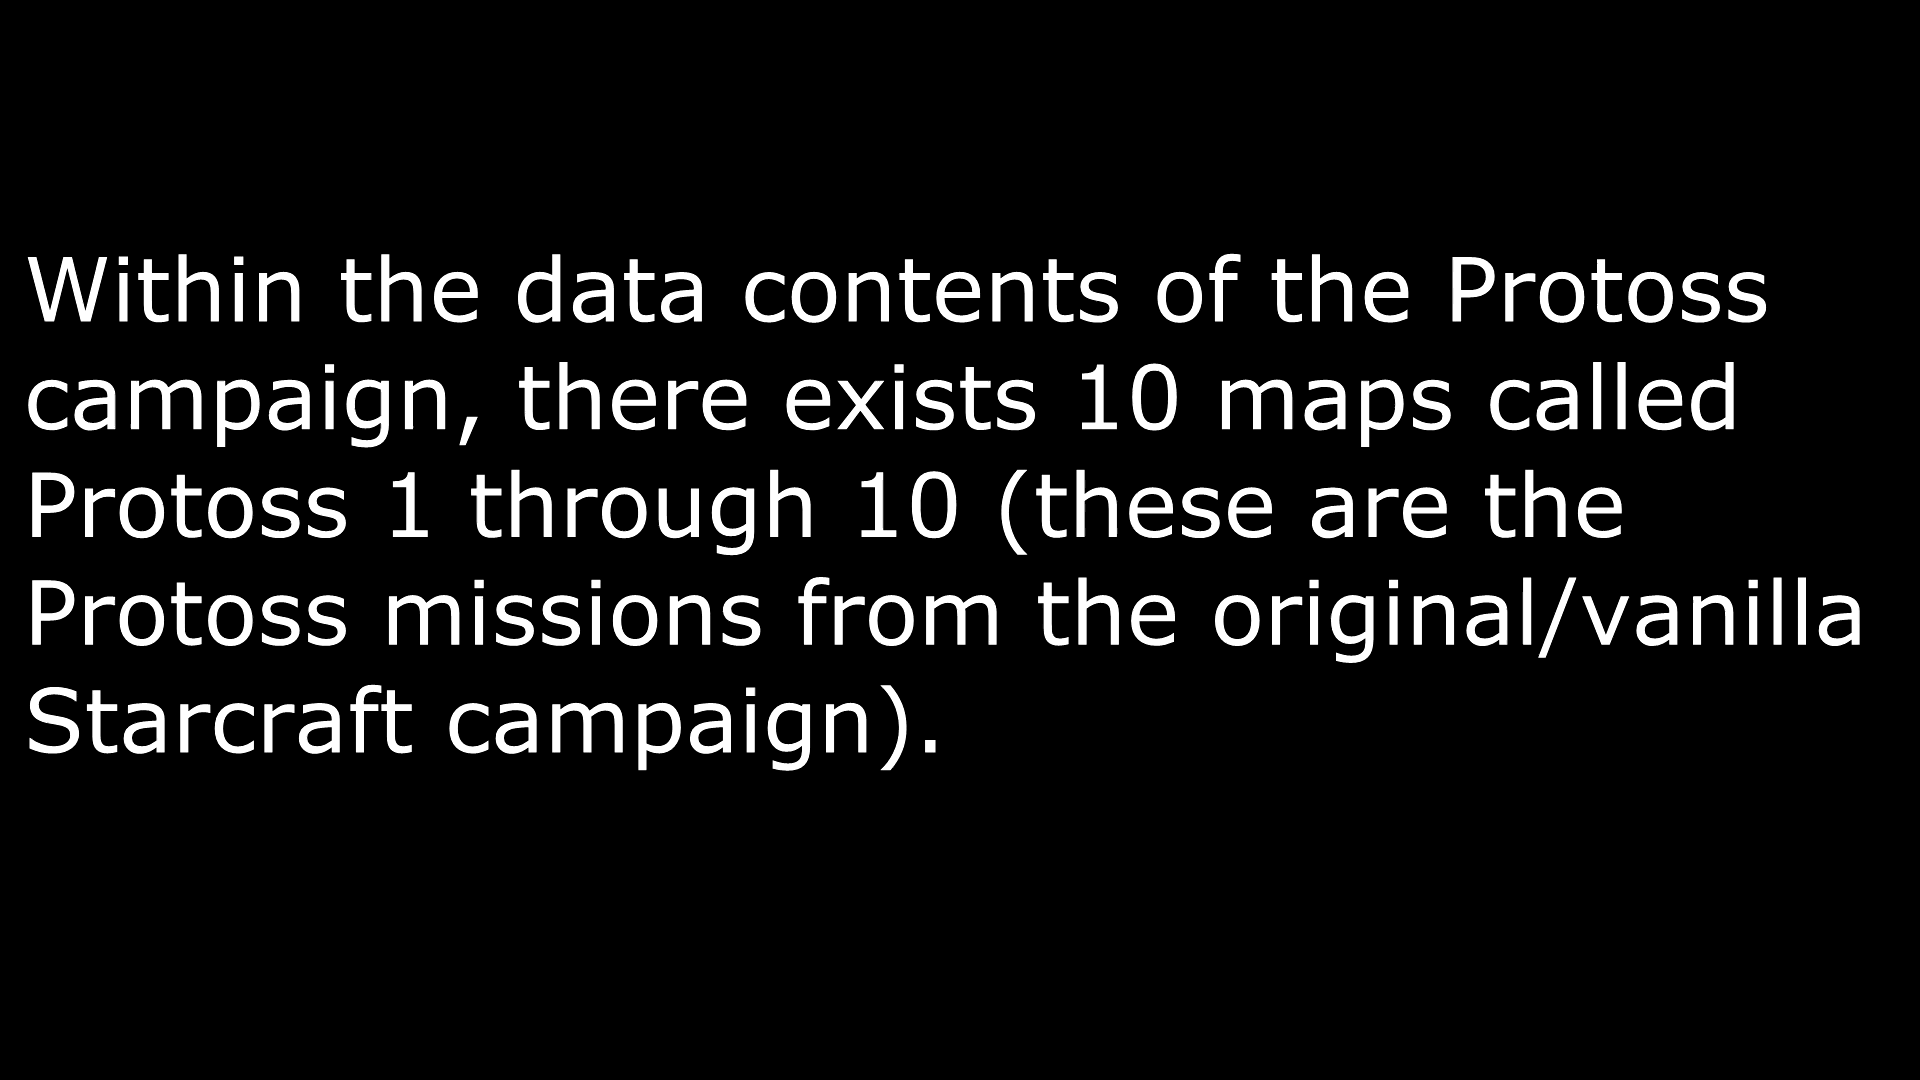 Within the data contents of the Protoss
campaign, there exists 10 maps called
Protoss 1 through 10 (these are the
Protoss missions from the original/vanilla
Starcraft campaign).